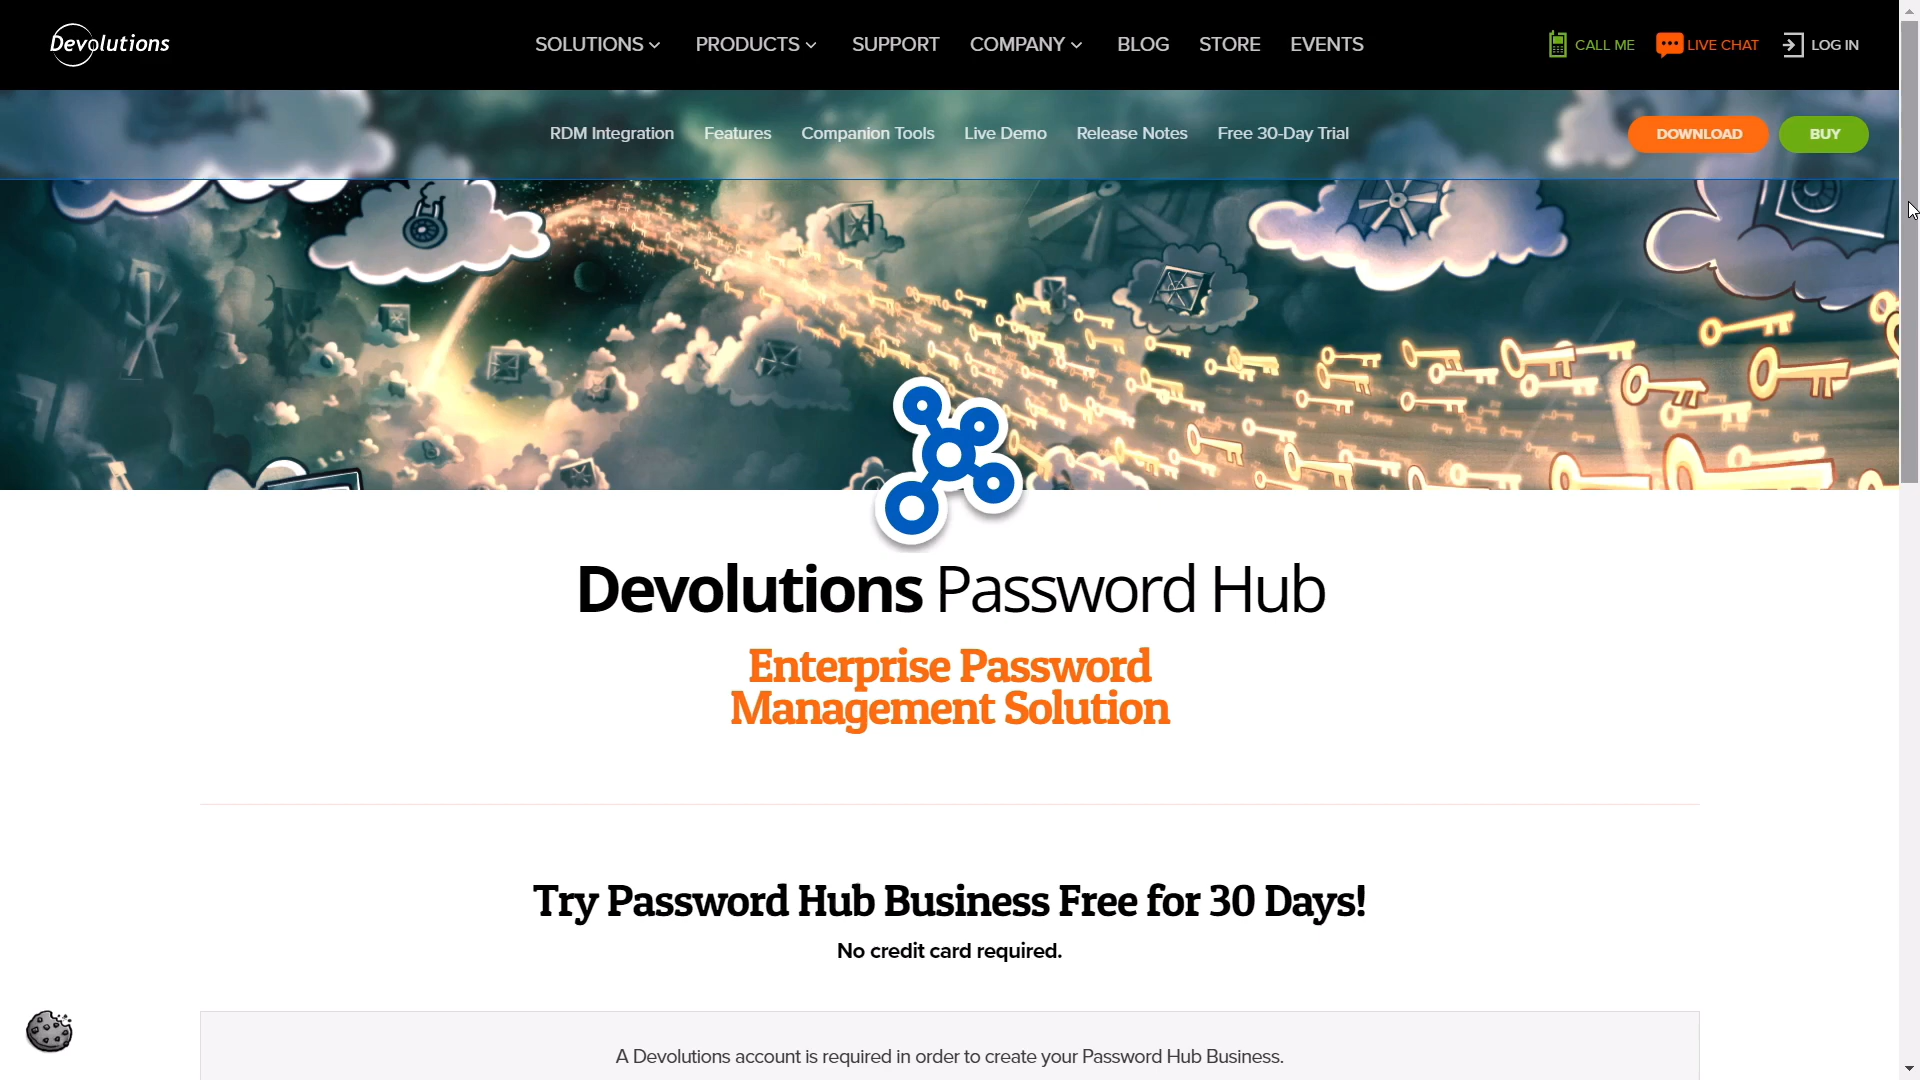 Devolutions
SOLUTIONS PRODUCTS SUPPORT COMPANY BLOG STORE EVENTS
CALL ME LIVE CHAT LOG IN
RDM Integration Features Companion Tools Live Demo Release Notes Free 30-Day Trial
DOWNLOAD BUY
Devolutions Password Hub
Enterprise Password
Management Solution
Try Password Hub Business Free for 30 Days!
No credit card required.
A Devolutions account is required in order to create your Password Hub Business.